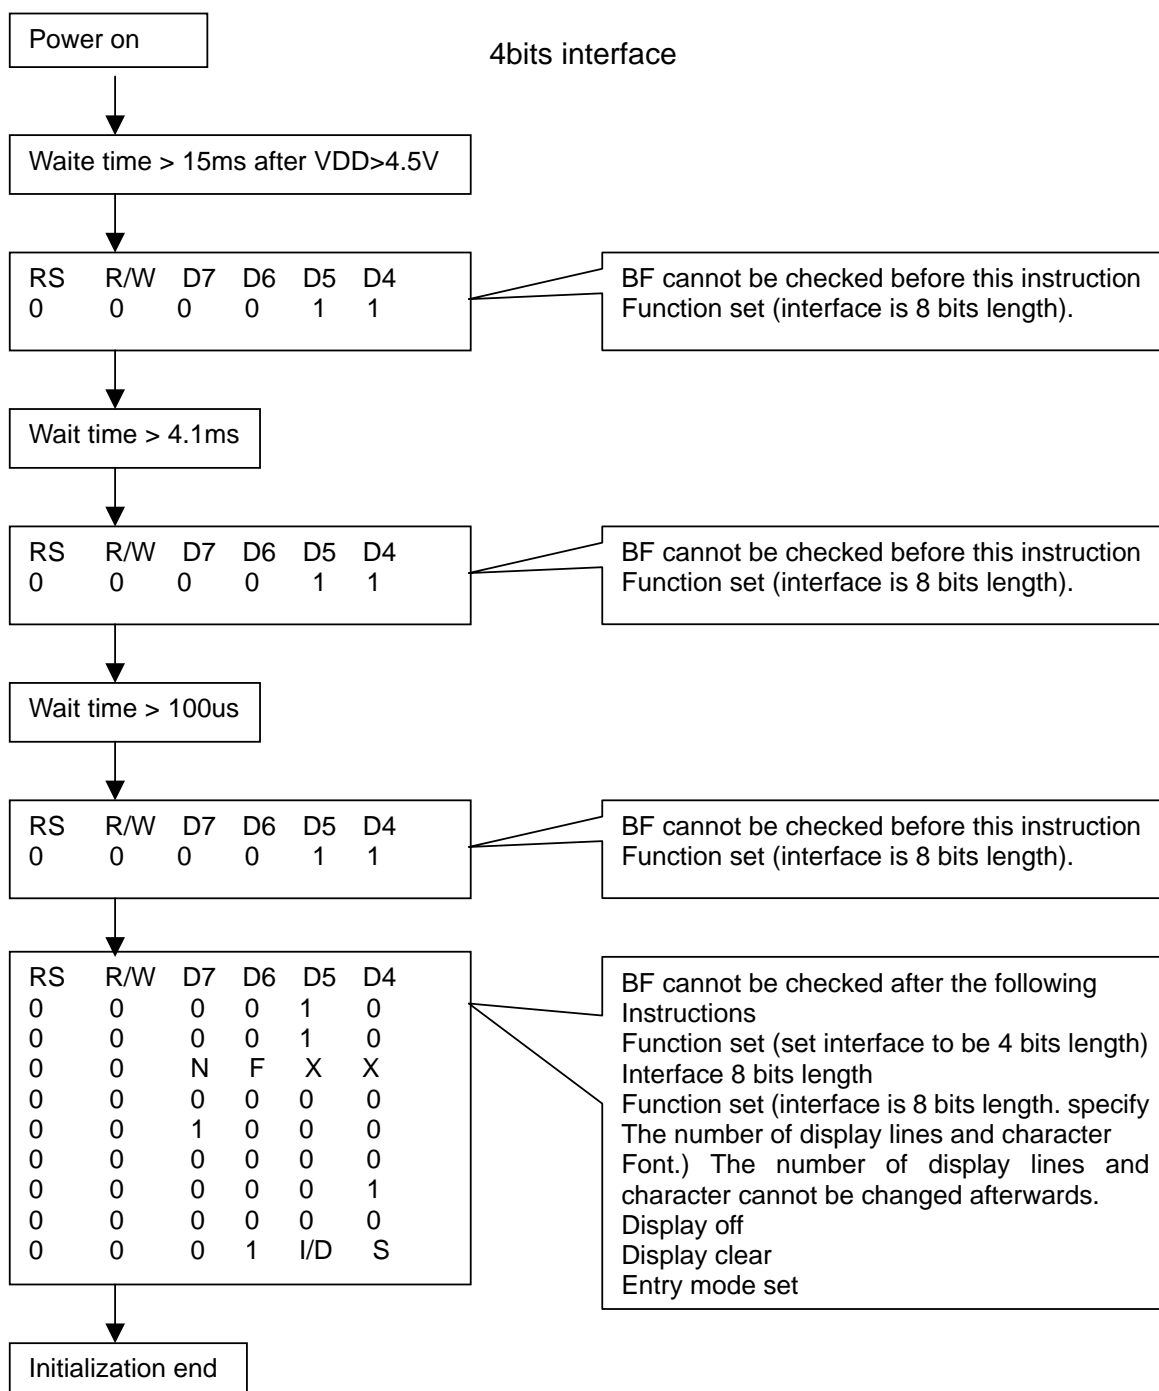 Power on
4bits interface
Waite time > 15ms after VDD>4.5V
RS R/W D7 D6 D5 D4
0 0 0 0 1 1
BF cannot be checked before this instruction
Function set (interface is 8 bits length).
Wait time > 4.1ms
RS R/W D7 D6 D5 D4
0 0 0 0 1 1
BF cannot be checked before this instruction
Function set (interface is 8 bits length).
Wait time > 100us
RS R/W D7 D6 D5 D4
0 0 0 0 1 1
BF cannot be checked before this instruction
Function set (interface is 8 bits length).
RS R/W D7 D6 D5 D4
0 0 0 0 1 0
0 0 0 0 1 0
0 0 N F X X
0 0 0 0 0 0
0 0 1 0 0 0
0 0 0 0 0 0
0 0 0 0 0 1
0 0 0 0 0 0
0 0 0 1 I/D S
BF cannot be checked after the following
Instructions
Function set (set interface to be 4 bits length)
Interface 8 bits length
Function set (interface is 8 bits length. specify
The number of display lines and character
Font.) The number of display lines and
character cannot be changed afterwards.
Display off
Display clear
Entry mode set
Initialization end